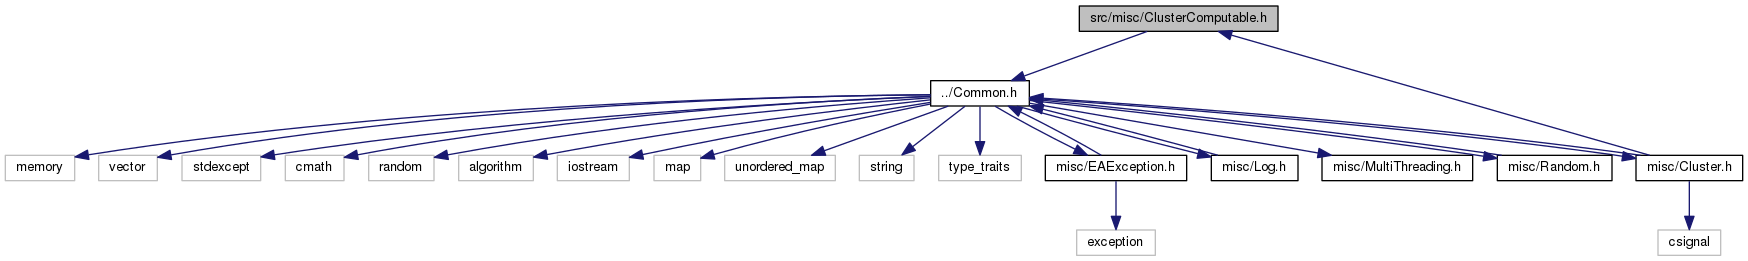 src/misc/ClusterComputable.h
../Common.h
memory
vector
stdexcept
cmath
random
algorithm
iostream
map
unordered_map
string
type_traits
misc/EAException.h
misc/Log.h
misc/MultiThreading.h
misc/Random.h
misc/Cluster.h
exception
csignal